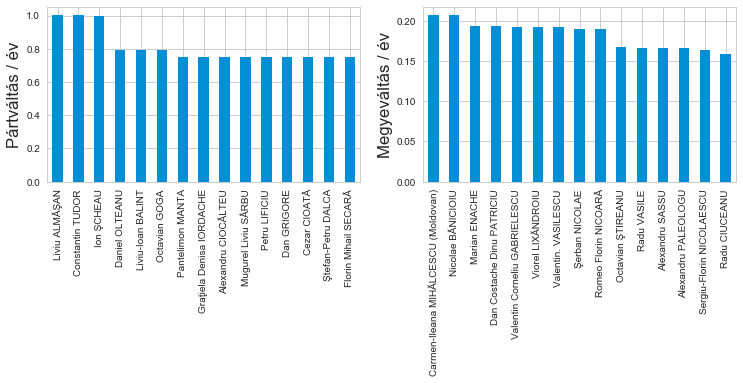 Pártváltás / év
1.0
0.8
0.6
0.4
0.2
0.0
Liviu ALMĂŞAN
Constantin TUDOR
Ion ŞCHEAU
Daniel OLTEANU
Liviu-Ioan BALINT
Octavian GOGA
Pantelimon MANTA
Graţiela Denisa IORDACHE
Alexandru CIOCÂLTEU
Mugurel Liviu SÂRBU
Petru LIFICIU
Dan GRIGORE
Cezar CIOATĂ
Ştefan-Petru DALCA
Florin Mihail SECARĂ
Megyeváltás / év
0.20
0.15
0.10
0.05
0.00
Carmen-Ileana MIHĂLCESCU (Moldovan)
Nicolae BĂNICIOIU
Marian ENACHE
Dan Costache Dinu PATRICIU
Valentin Corneliu GABRIELESCU
Viorel LIXĂNDROIU
Valentin. VASILESCU
Şerban NICOLAE
Romeo Florin NICOARĂ
Octavian ŞTIREANU
Radu VASILE
Alexandru SASSU
Alexandru PALEOLOGU
Sergiu-Florin NICOLAESCU
Radu CIUCEANU